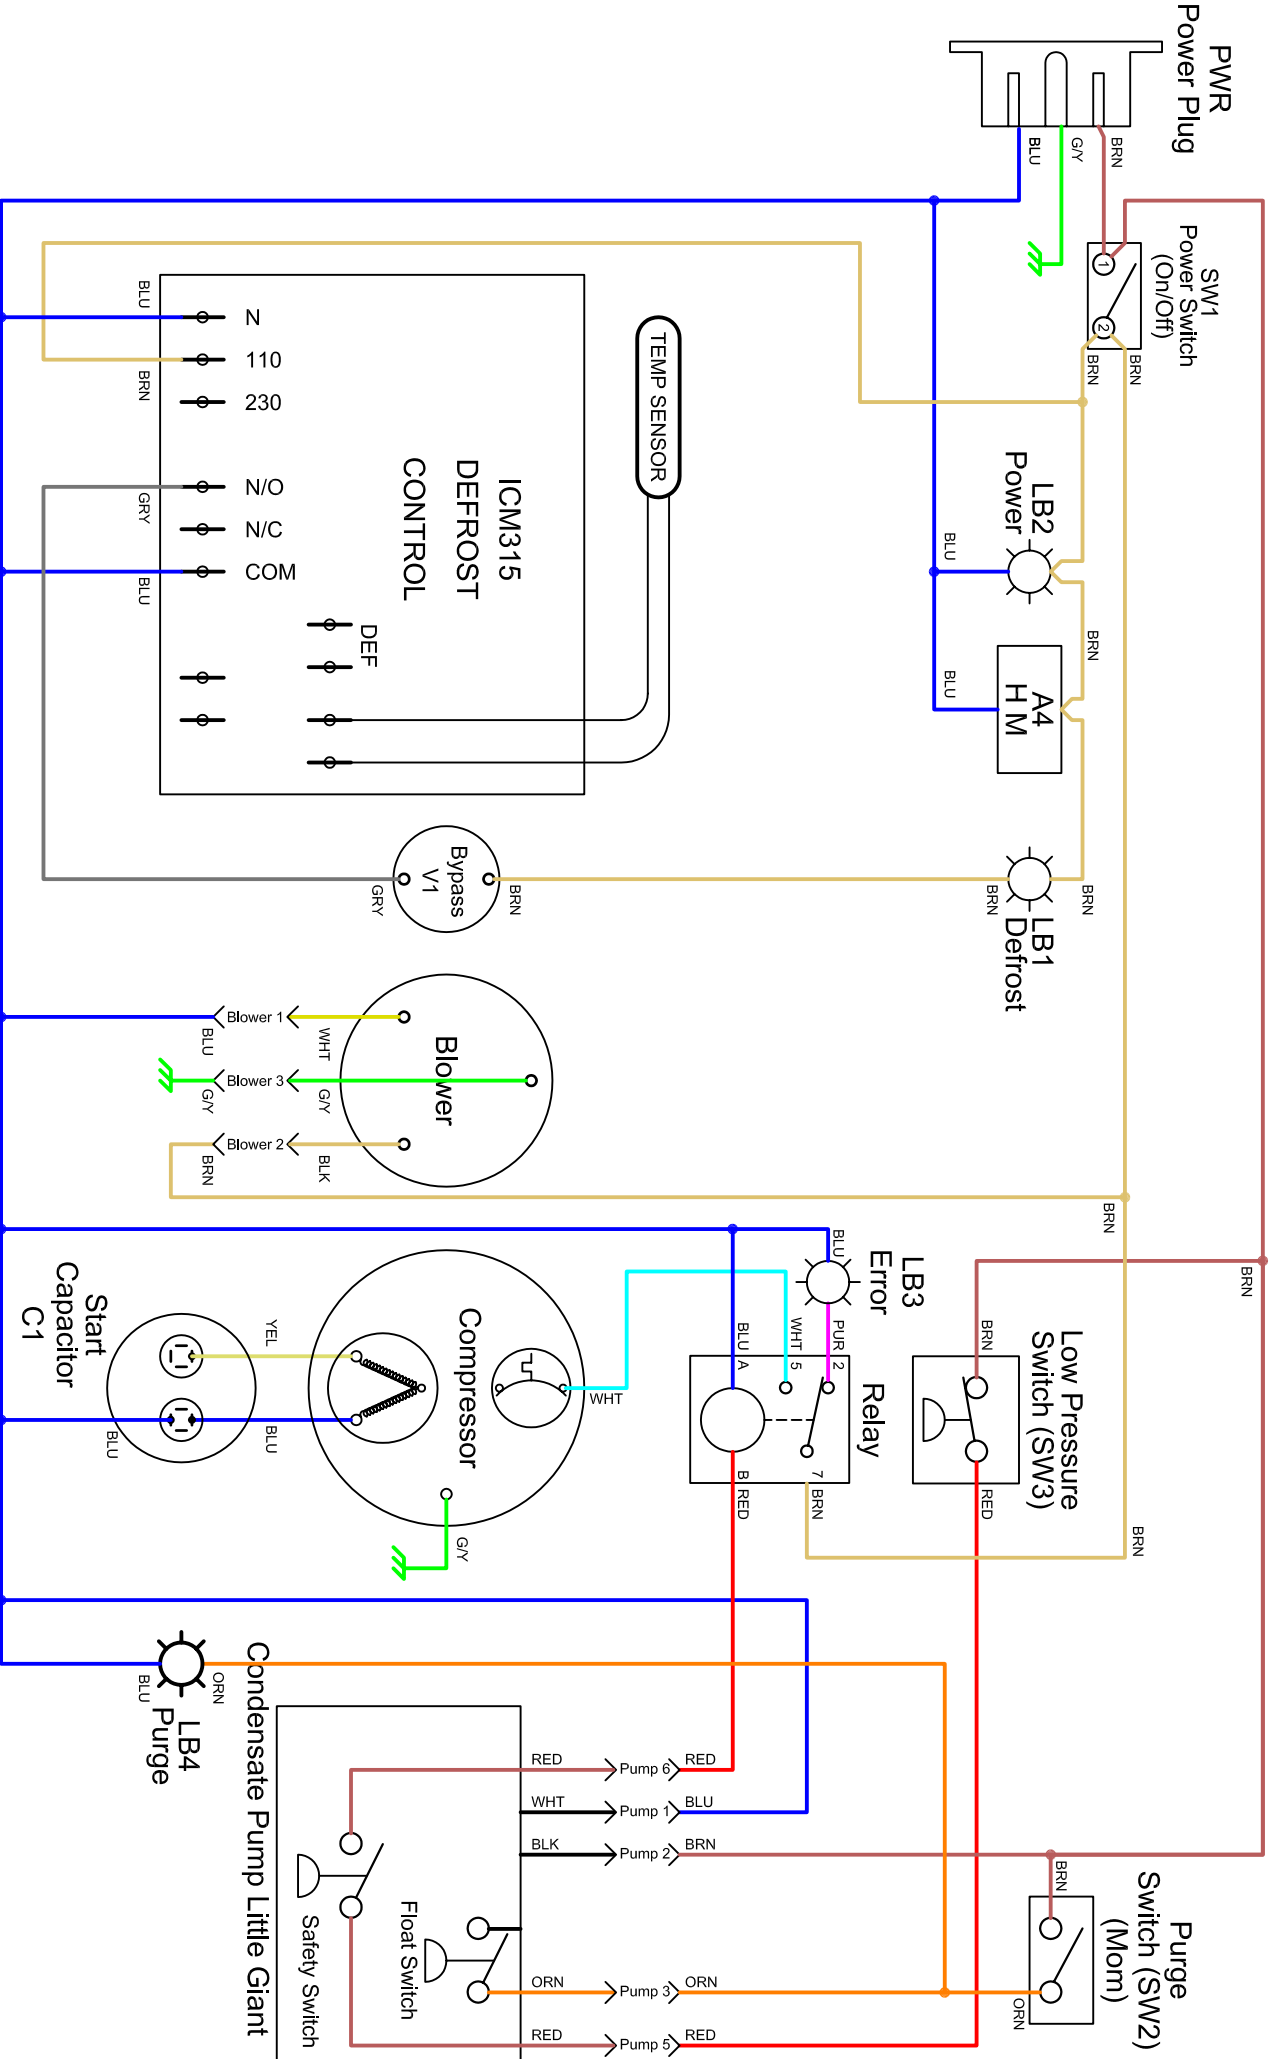 PWR
Power Plug
BRN
G/Y
BLU
SW1
Power Switch
(On/Off)
1
2
BRN
BRN
LB2
Power
BLU
BRN
A4
H M
BLU
BRN
LB1
Defrost
BRN
TEMP SENSOR
ICM315
DEFROST
CONTROL
N
110
230
N/O
N/C
COM
DEF
BLU
BRN
GRY
BLU
Bypass
V1
BRN
GRY
Blower
Blower 1
Blower 3
Blower 2
WHT
G/Y
BLK
BLU
G/Y
BRN
BRN
BRN
BRN
LB3
Error
BLU
PUR 2
WHT 5
BLU A
Relay
7 BRN
B RED
Low Pressure
Switch (SW3)
BRN
RED
Compressor
WHT
G/Y
Start
Capacitor
C1
YEL
BLU
BLU
LB4
Purge
ORN
BLU
Condensate Pump Little Giant
Float Switch
Safety Switch
RED
Pump 6
RED
WHT
Pump 1
BLU
BLK
Pump 2
BRN
ORN
Pump 3
ORN
RED
Pump 5
RED
Purge
Switch (SW2)
(Mom)
BRN
ORN